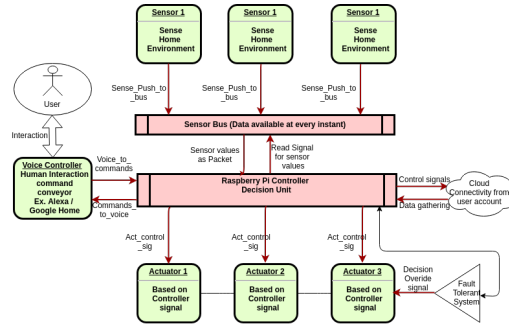 Sensor 1
Sense
Home
Environment
Sensor 1
Sense
Home
Environment
Sensor 1
Sense
Home
Environment
Sense_Push_to
_bus
Sense_Push_to
_bus
Sense_Push_to
_bus
User
Interaction
Sensor Bus (Data available at every instant)
Sensor values
as Packet
Read Signal
for sensor
values
Voice Controller
Human Interaction
command
conveyor
Ex. Alexa /
Google Home
Voice_to_
commands
Commands_
to_voice
Raspberry Pi Controller
Decision Unit
Control signals
Data gathering
Cloud
Connectivity from
user account
Act_control
_sig
Act_control
_sig
Act_control
_sig
Actuator 1
Based on
Controller
signal
Actuator 2
Based on
Controller
signal
Actuator 3
Based on
Controller
signal
Decision
Overide
signal
Fault
Tolerant
System